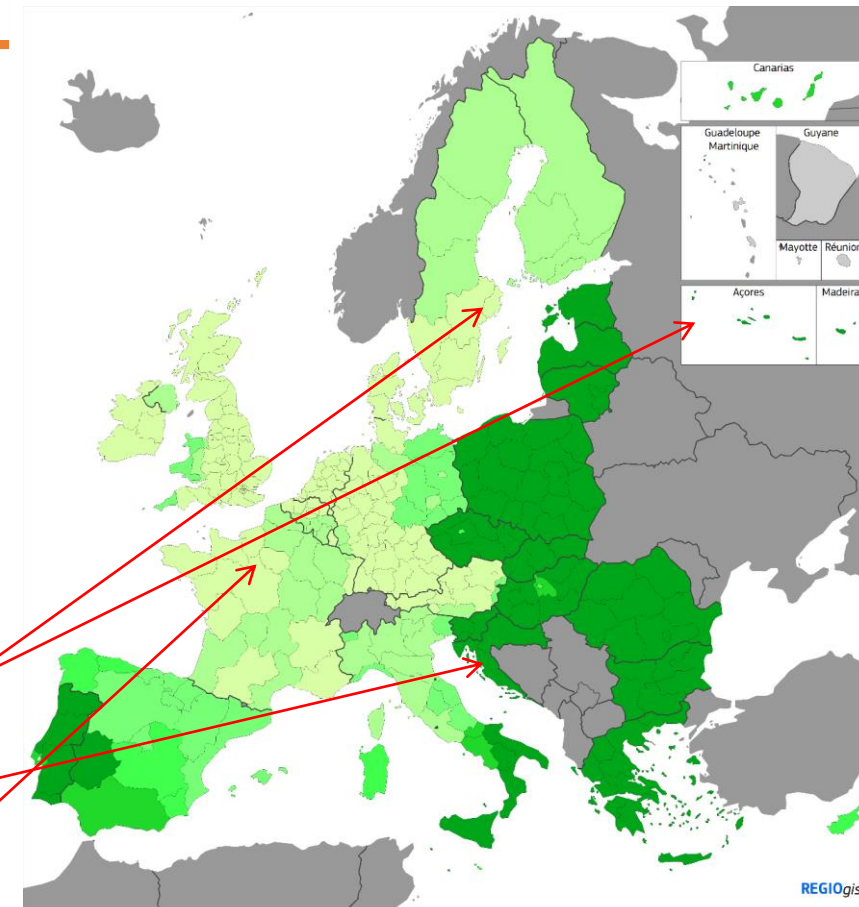 Canarias
Guadeloupe
Martinique
Guyane
Mayotte
Réunion
Açores
Madeira
REGIOgis